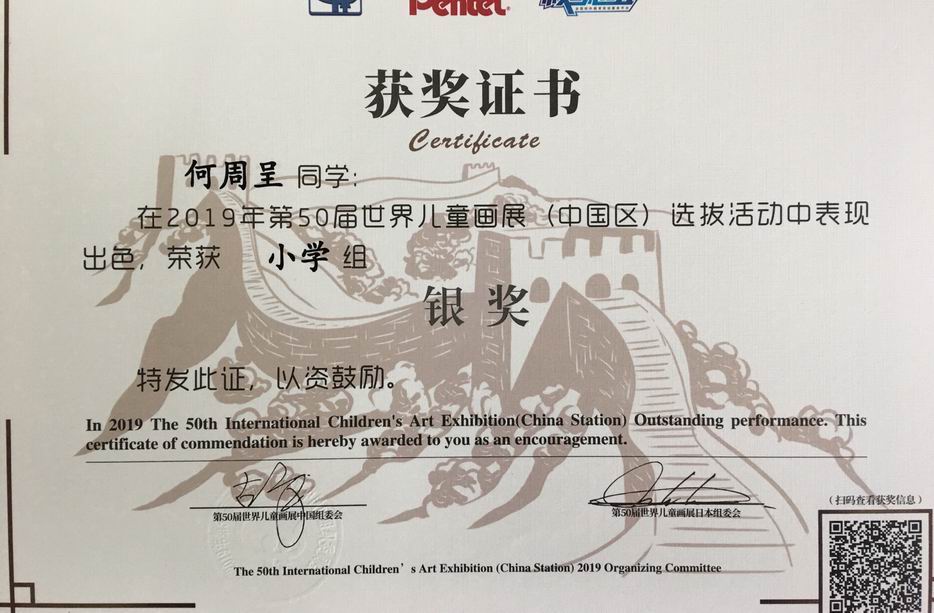 Pentel
获奖证书
Certificate
何周呈 同学：
在2019年第50届世界儿童画展（中国区）选拔活动中表现
出色，荣获 小学 组
银奖
特发此证，以资鼓励。
In 2019 The 50th International Children's Art Exhibition(China Station) Outstanding performance. This
certificate of commendation is hereby awarded to you as an encouragement.
（扫码查看获奖信息）
第50届世界儿童画展中国组委会
第50届世界儿童画展日本组委会
The 50th International Children’s Art Exhibition (China Station) 2019 Organizing Committee